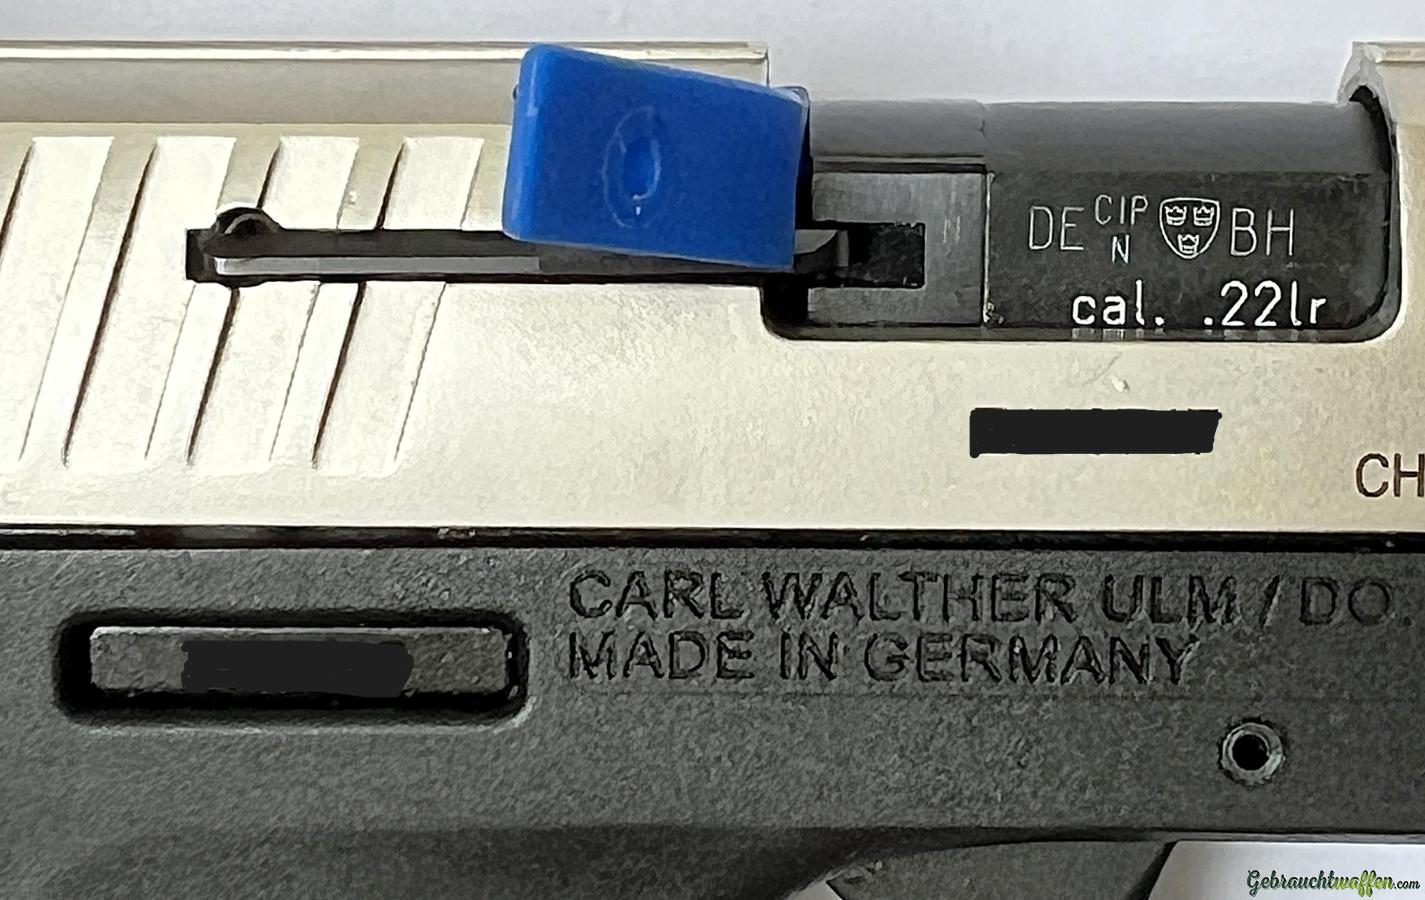 N
DE CIP N BH
cal. .22lr
CH
CARL WALTHER ULM / DO.
MADE IN GERMANY
Gebrauchtwaffen.com